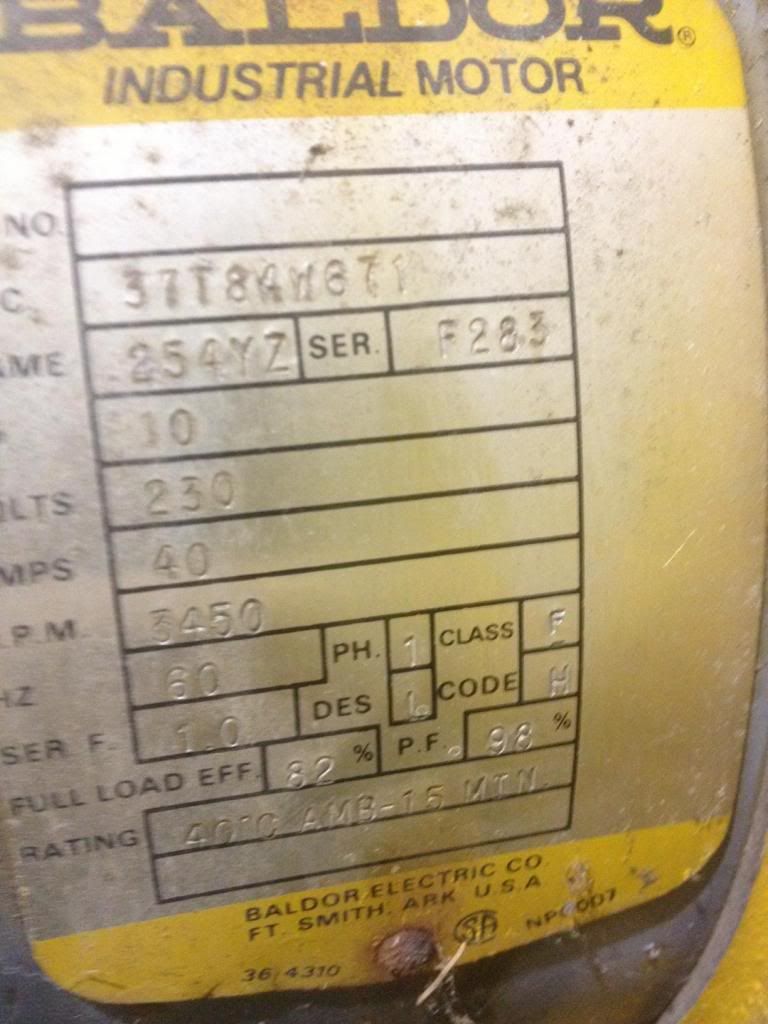 BALDOR®
INDUSTRIAL MOTOR
NO.
C. 37T84W671
AME 254YZ SER. F283
10
LTS 230
MPS 40
.P.M. 3450
HZ 60 PH. 1 CLASS F
SER. F. 1.0 DES L CODE H
FULL LOAD EFF. 82 % P.F. 98 %
RATING 40°C AMB-15 MIN.
BALDOR ELECTRIC CO.
FT. SMITH, ARK. U.S.A.
SA
36 4310